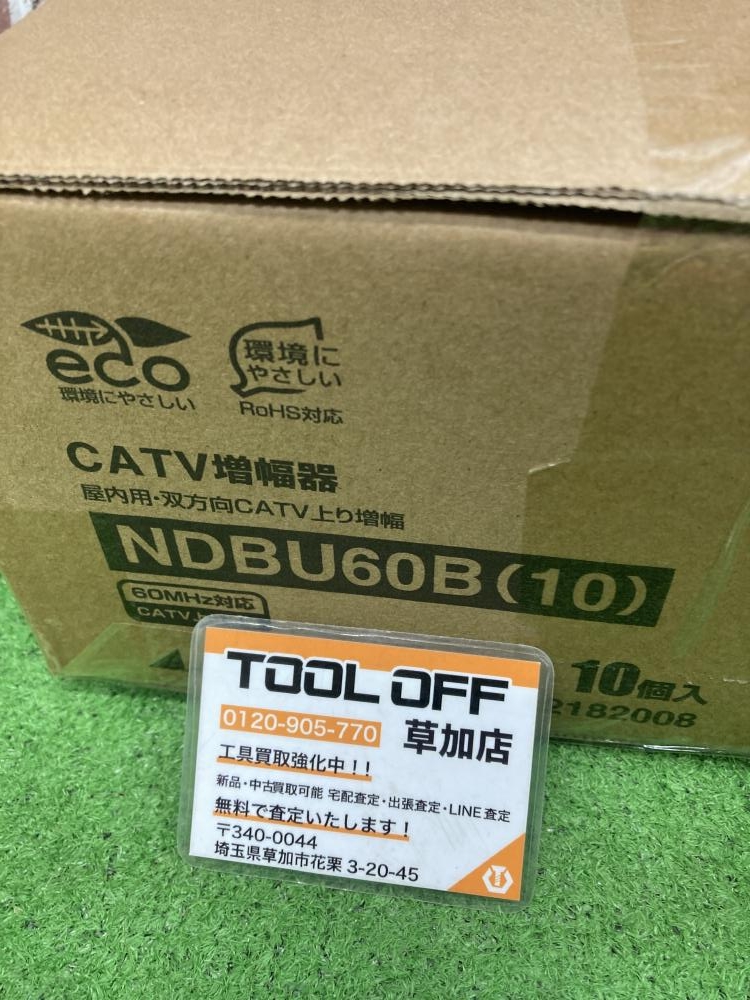 eco
環境にやさしい
環境に
やさしい
RoHS対応
CATV増幅器
屋内用・双方向CATV上り増幅
NDBU60B(10)
60MHz対応
CATV
10個入
2182008
TOOL OFF
0120-905-770
草加店
工具買取強化中!!
新品・中古買取可能 宅配査定・出張査定・LINE査定
無料で査定いたします!
〒340-0044
埼玉県草加市花栗 3-20-45